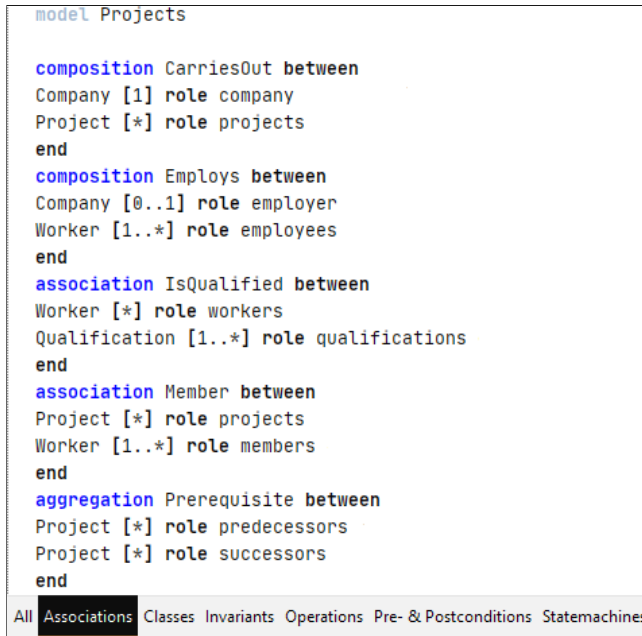 model Projects
composition CarriesOut between
Company [1] role company
Project [*] role projects
end
composition Employs between
Company [0..1] role employer
Worker [1..*] role employees
end
association IsQualified between
Worker [*] role workers
Qualification [1..*] role qualifications
end
association Member between
Project [*] role projects
Worker [1..*] role members
end
aggregation Prerequisite between
Project [*] role predecessors
Project [*] role successors
end
All Associations Classes Invariants Operations Pre- & Postconditions Statemachines